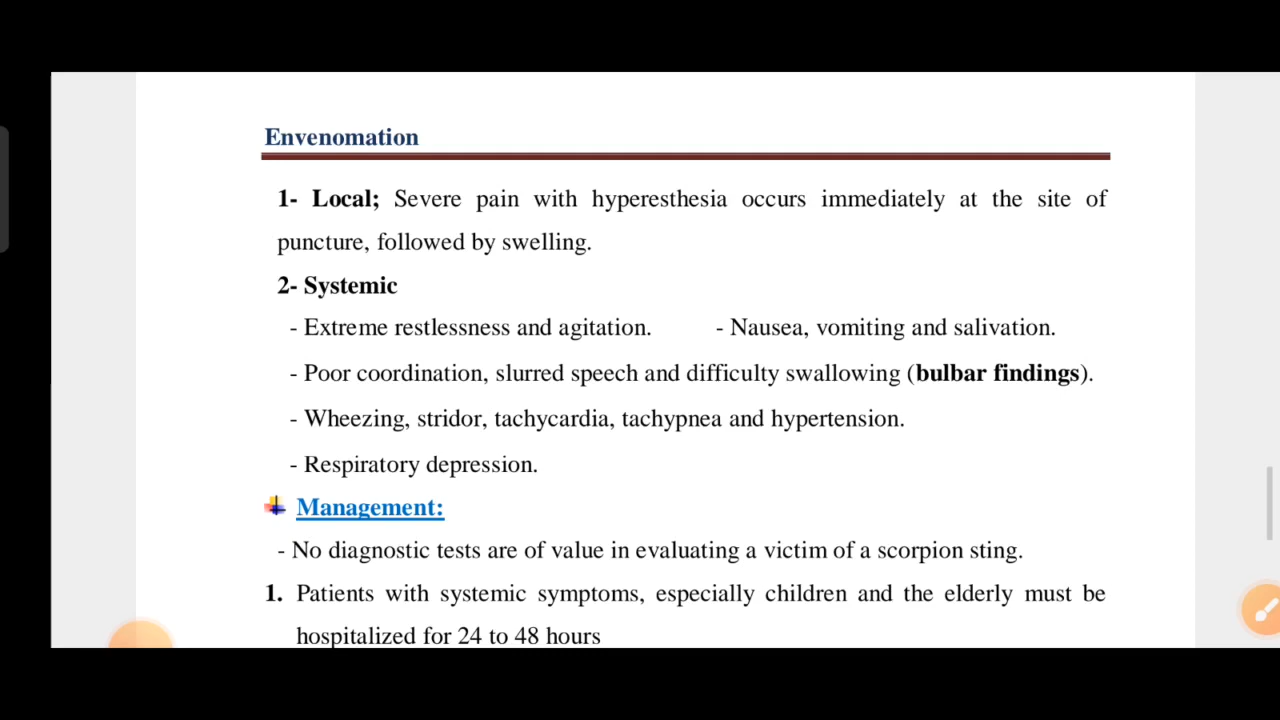 Envenomation
1- Local; Severe pain with hyperesthesia occurs immediately at the site of
puncture, followed by swelling.
2- Systemic
- Extreme restlessness and agitation. - Nausea, vomiting and salivation.
- Poor coordination, slurred speech and difficulty swallowing (bulbar findings).
- Wheezing, stridor, tachycardia, tachypnea and hypertension.
- Respiratory depression.
Management:
- No diagnostic tests are of value in evaluating a victim of a scorpion sting.
1. Patients with systemic symptoms, especially children and the elderly must be
hospitalized for 24 to 48 hours